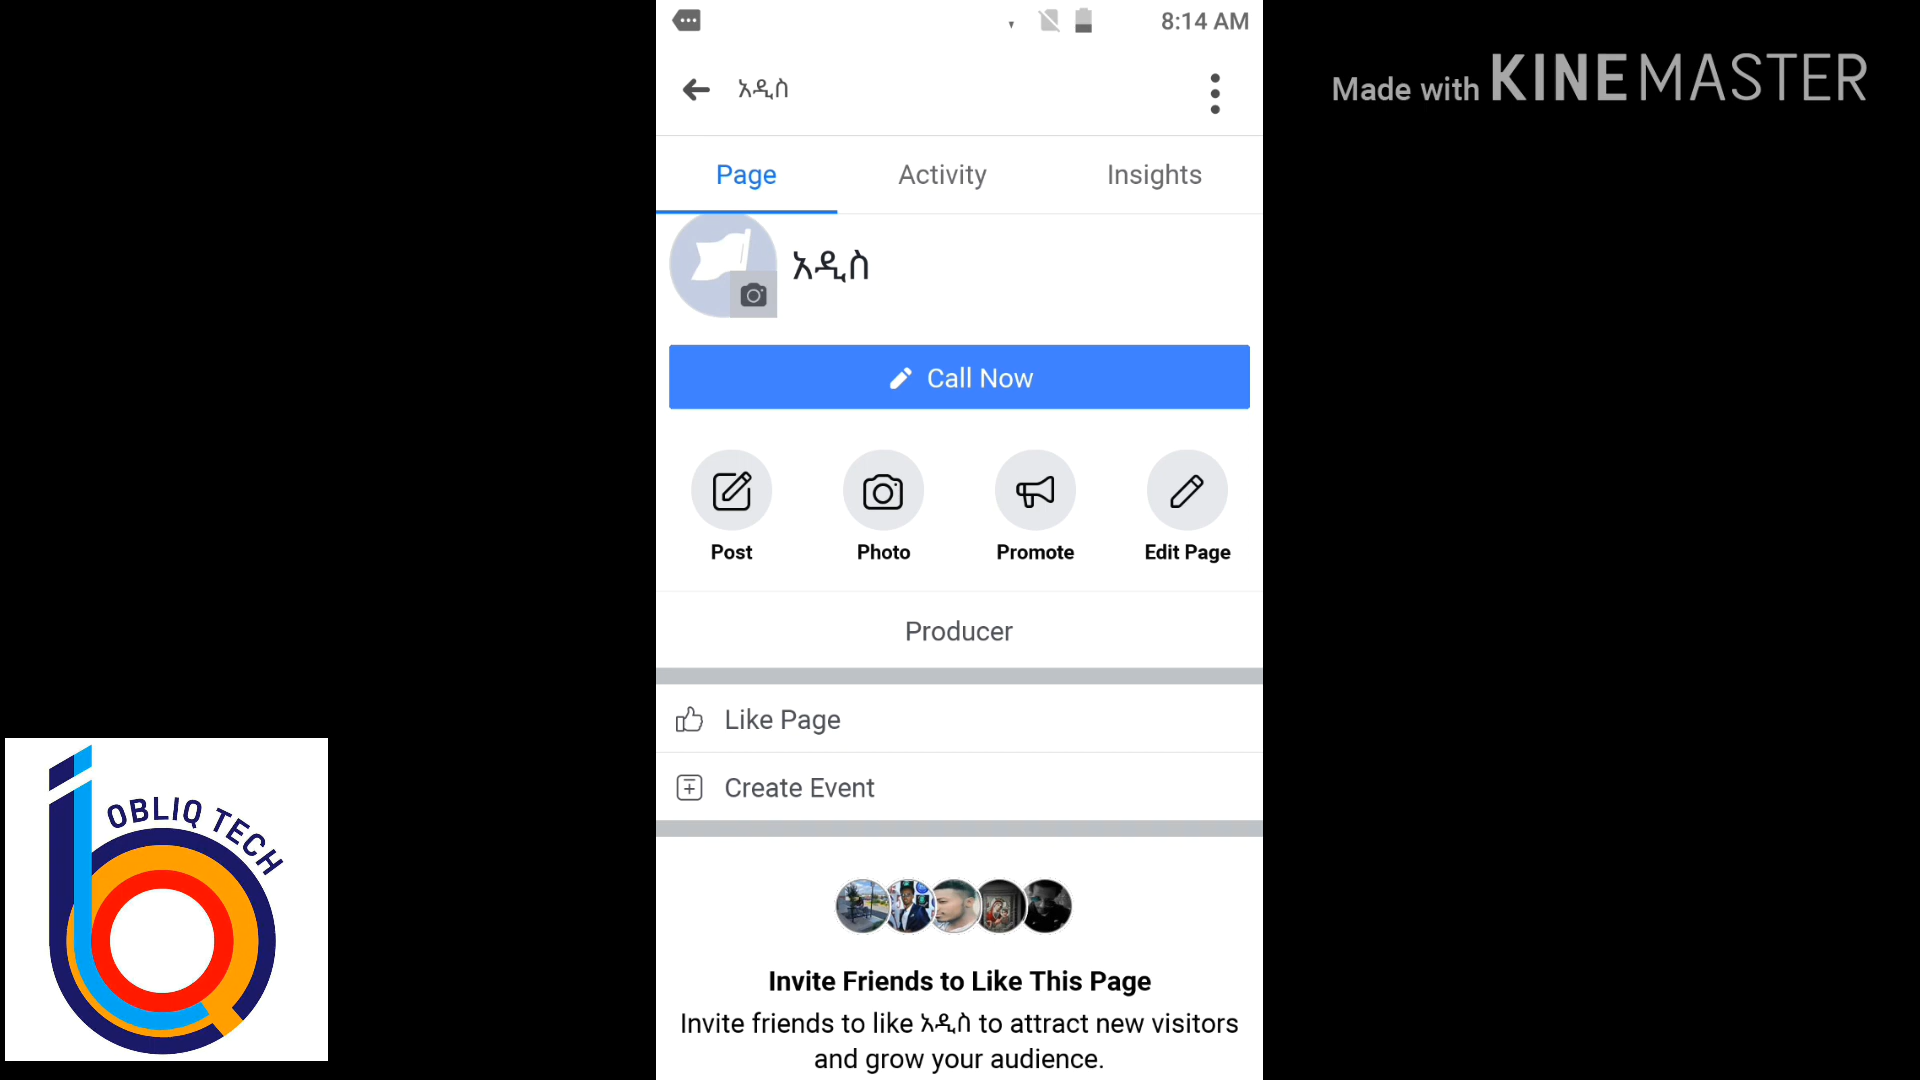 8:14 AM
Made with KINEMASTER
አዲስ
Page Activity Insights
አዲስ
Call Now
Post Photo Promote Edit Page
Producer
Like Page
Create Event
OBLIQ TECH
Invite Friends to Like This Page
Invite friends to like አዲስ to attract new visitors
and grow your audience.